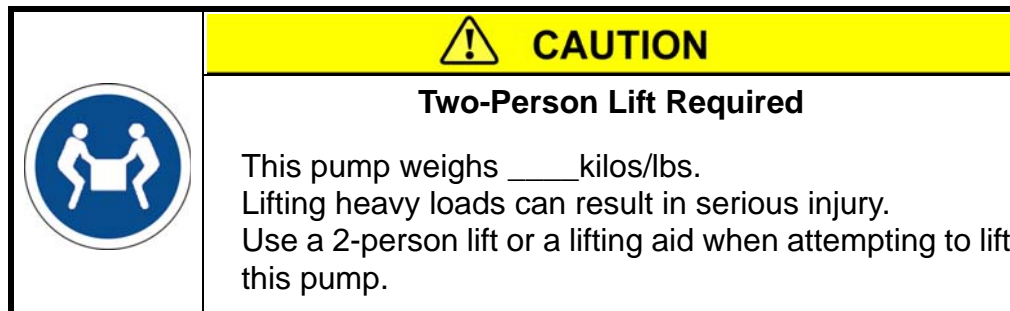 CAUTION
Two-Person Lift Required
This pump weighs ____kilos/lbs.
Lifting heavy loads can result in serious injury.
Use a 2-person lift or a lifting aid when attempting to lift
this pump.